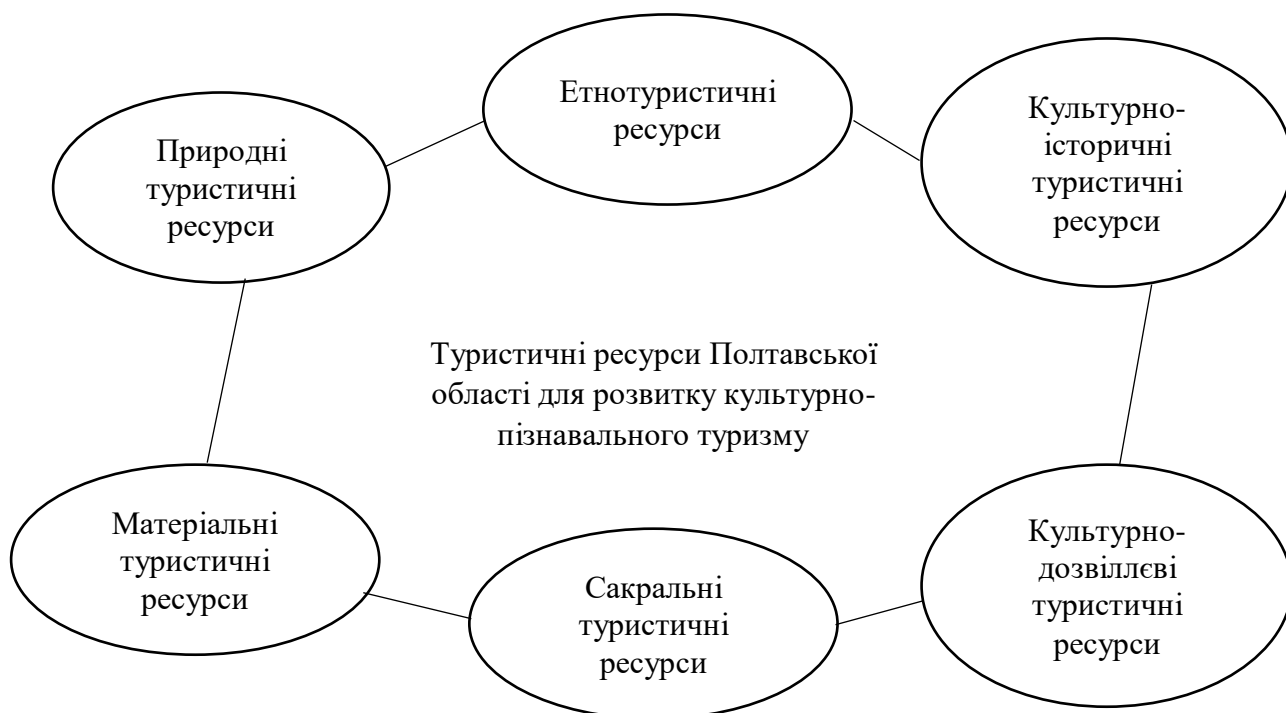 Етнотуристичні
ресурси
Культурно-
історичні
туристичні
ресурси
Природні
туристичні
ресурси
Туристичні ресурси Полтавської
області для розвитку культурно-
пізнавального туризму
Матеріальні
туристичні
ресурси
Сакральні
туристичні
ресурси
Культурно-
дозвіллєві
туристичні
ресурси